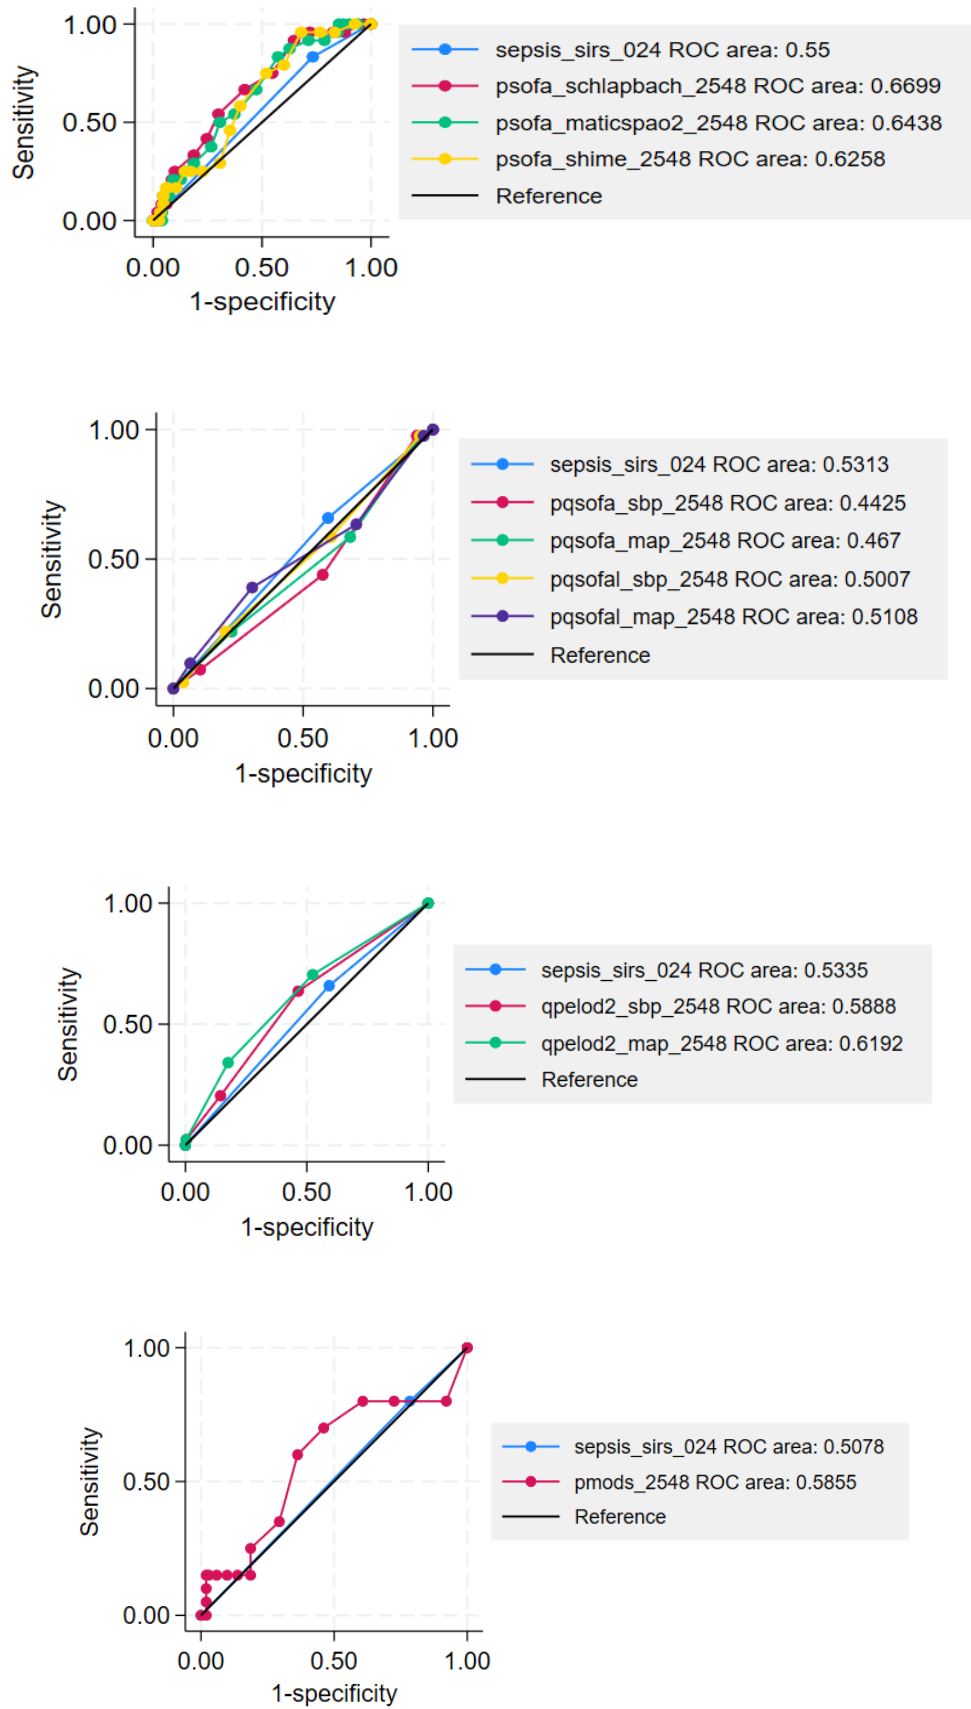 1.00
0.50
0.00
Sensitivity
0.00 0.50 1.00
1-specificity
sepsis_sirs_024 ROC area: 0.55
psofa_schlapbach_2548 ROC area: 0.6699
psofa_maticspao2_2548 ROC area: 0.6438
psofa_shime_2548 ROC area: 0.6258
Reference
1.00
0.50
0.00
Sensitivity
0.00 0.50 1.00
1-specificity
sepsis_sirs_024 ROC area: 0.5313
pqsofa_sbp_2548 ROC area: 0.4425
pqsofa_map_2548 ROC area: 0.467
pqsofal_sbp_2548 ROC area: 0.5007
pqsofal_map_2548 ROC area: 0.5108
Reference
1.00
0.50
0.00
Sensitivity
0.00 0.50 1.00
1-specificity
sepsis_sirs_024 ROC area: 0.5335
qpelod2_sbp_2548 ROC area: 0.5888
qpelod2_map_2548 ROC area: 0.6192
Reference
1.00
0.50
0.00
Sensitivity
0.00 0.50 1.00
1-specificity
sepsis_sirs_024 ROC area: 0.5078
pmods_2548 ROC area: 0.5855
Reference